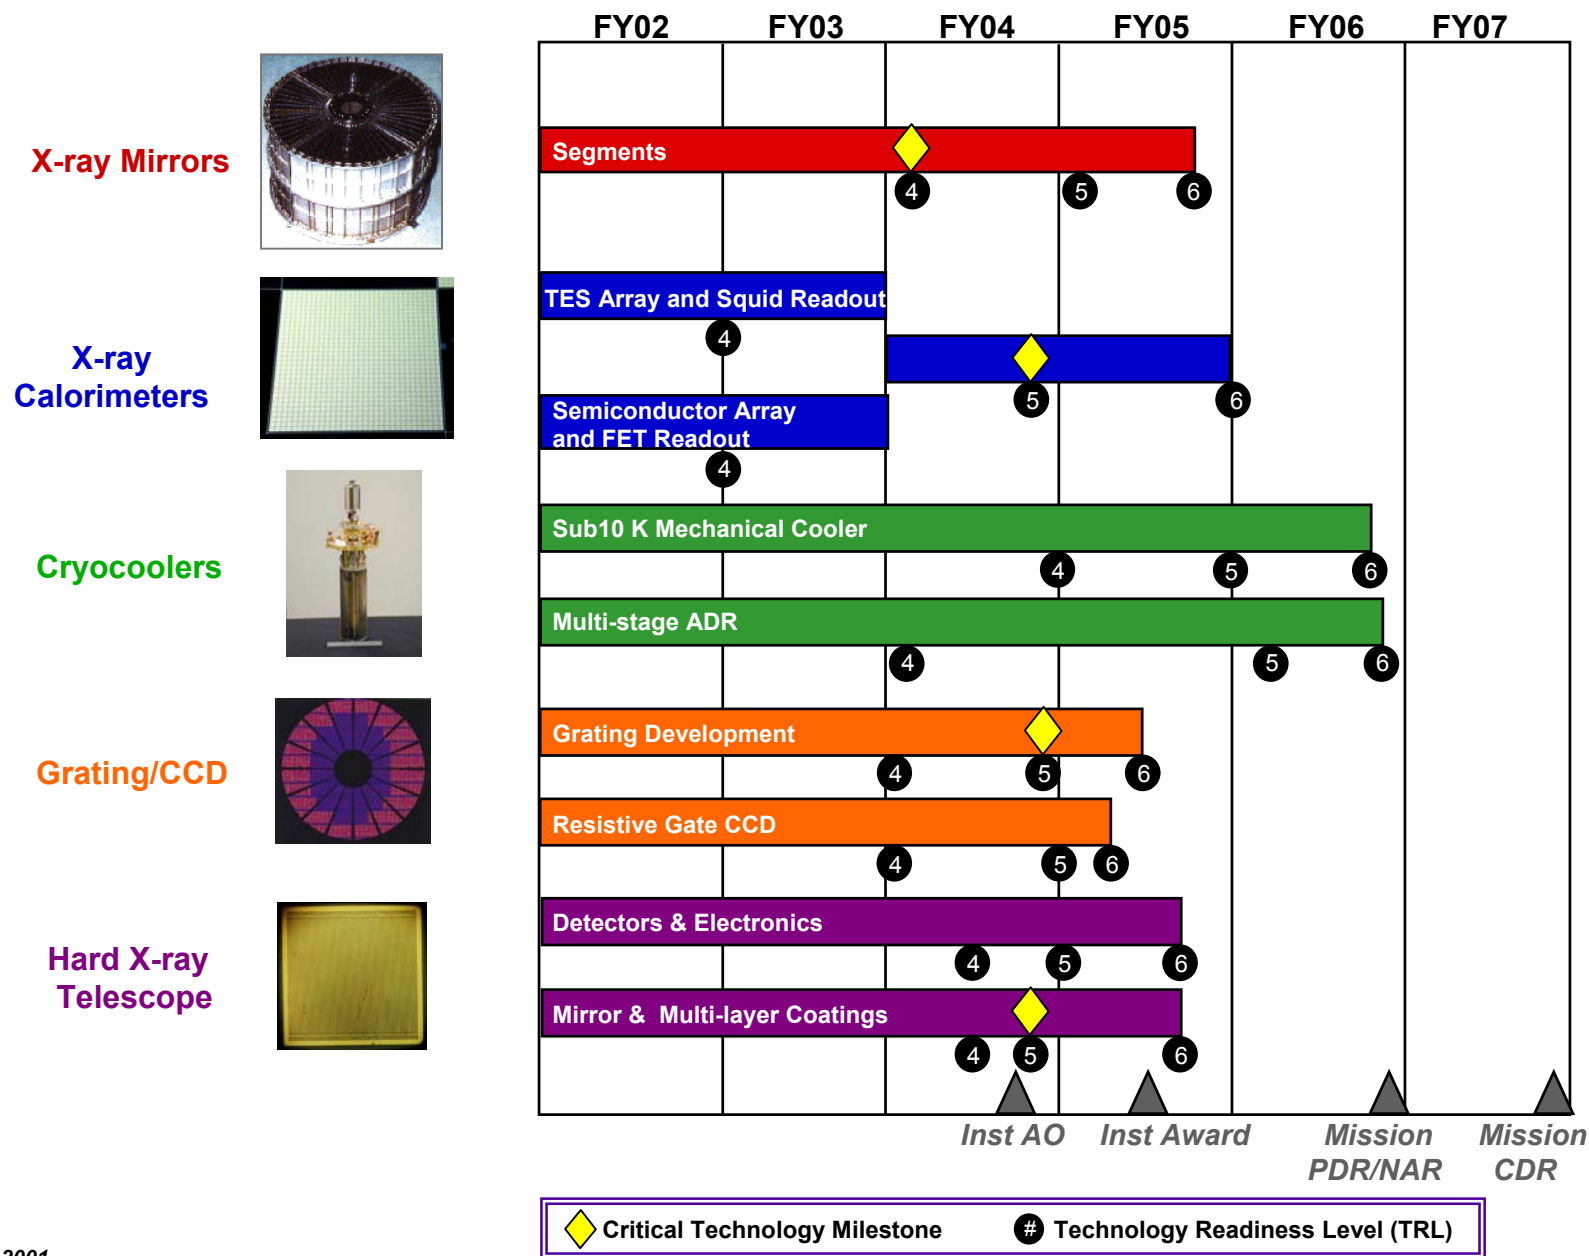 FY02 FY03 FY04 FY05 FY06 FY07
X-ray Mirrors
Segments
4 5 6
X-ray
Calorimeters
TES Array and Squid Readout
4
5 6
Semiconductor Array
and FET Readout
4
Cryocoolers
Sub10 K Mechanical Cooler
4 5 6
Multi-stage ADR
4 5 6
Grating/CCD
Grating Development
4 5 6
Resistive Gate CCD
4 5 6
Hard X-ray
Telescope
Detectors & Electronics
4 5 6
Mirror & Multi-layer Coatings
4 5 6
Inst AO Inst Award Mission Mission
PDR/NAR CDR
Critical Technology Milestone # Technology Readiness Level (TRL)
2001